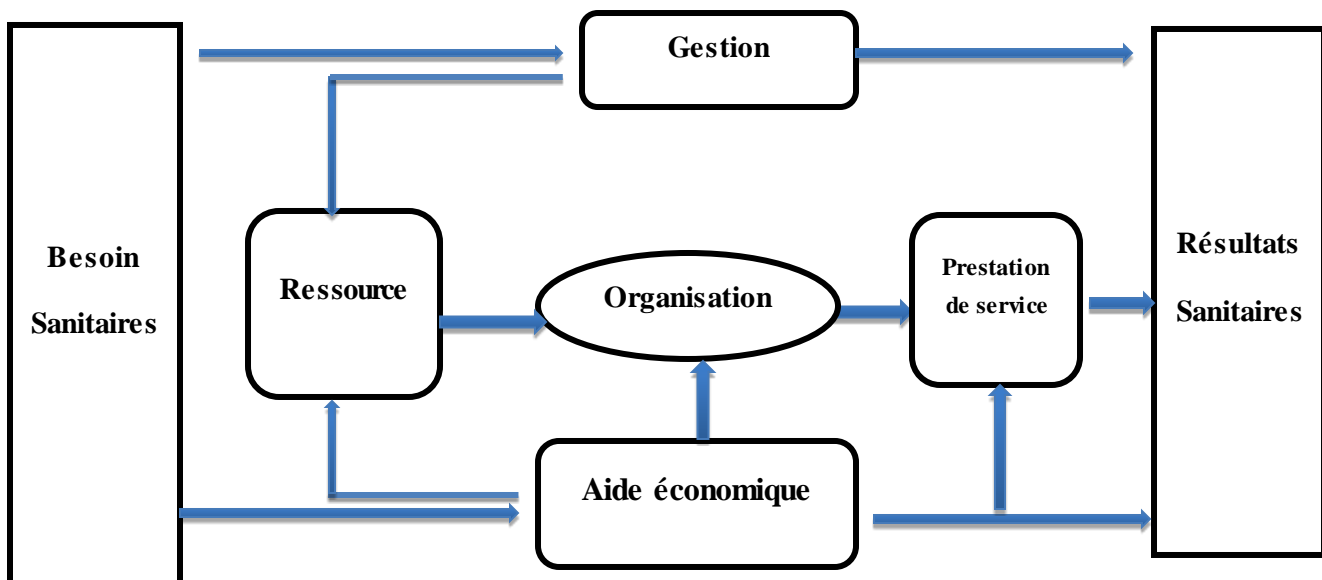 Gestion
Besoin
Sanitaires
Ressource
Organisation
Prestation
de service
Résultats
Sanitaires
Aide économique